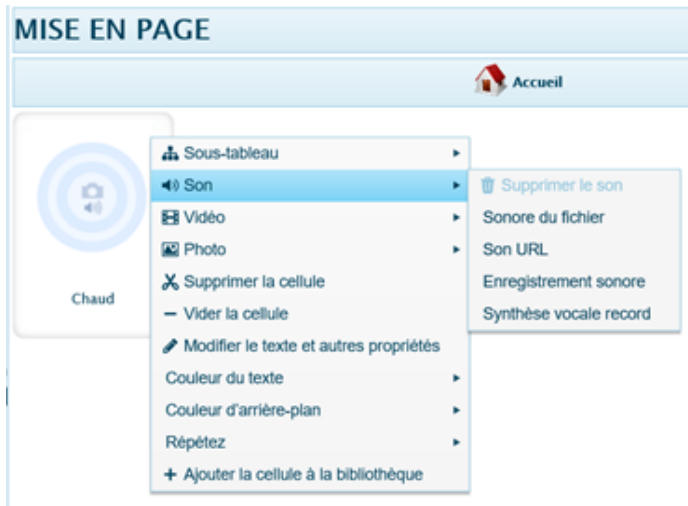 MISE EN PAGE
Accueil
Chaud
Sous-tableau
Son
Vidéo
Photo
Supprimer la cellule
Vider la cellule
Modifier le texte et autres propriétés
Couleur du texte
Couleur d'arrière-plan
Répétez
Ajouter la cellule à la bibliothèque
Supprimer le son
Sonore du fichier
Son URL
Enregistrement sonore
Synthèse vocale record